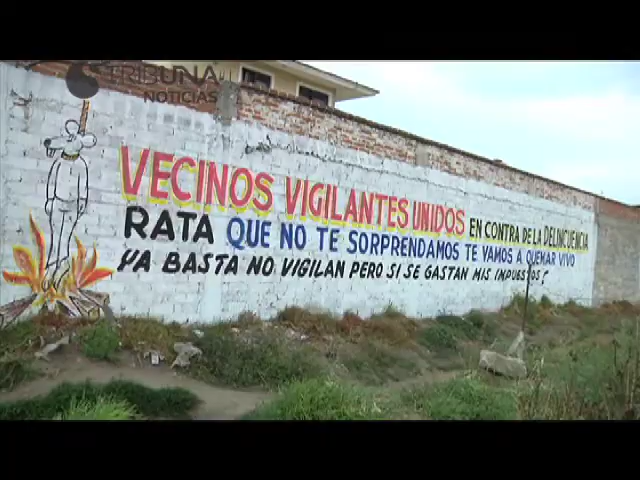 TRIBUNA
NOTICIAS
VECINOS VIGILANTES UNIDOS EN CONTRA DE LA DELINCUENCIA
RATA QUE NO TE SORPRENDAMOS TE VAMOS A QUEMAR VIVO
YA BASTA NO VIGILAN PERO SI SE GASTAN MIS IMPUESTOS!